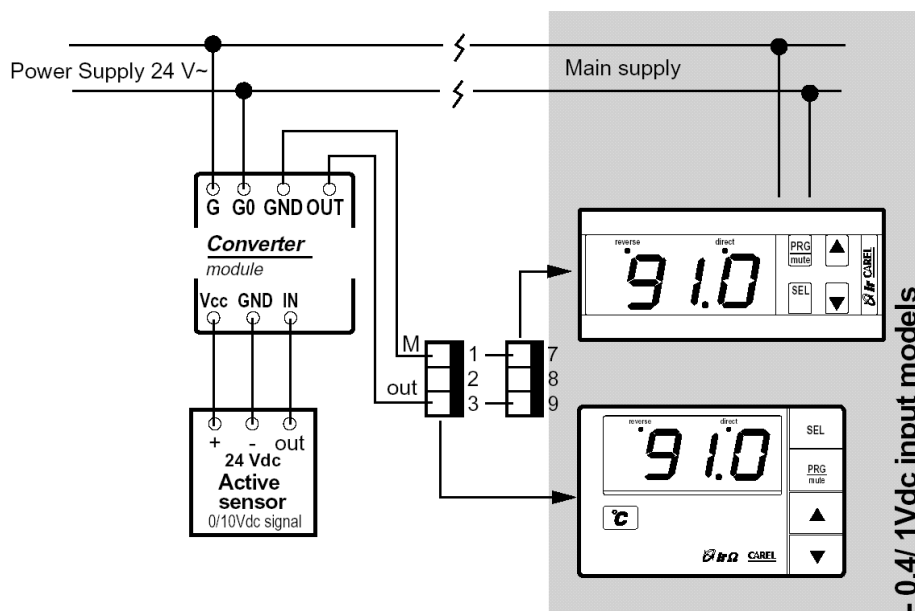 Power Supply 24 V~
Main supply
G G0 GND OUT
Converter
module
Vcc GND IN
M
out
1
2
3
7
8
9
+ - out
24 Vdc
Active
sensor
0/10Vdc signal
reverse direct
91.0
PRG
mute
SEL
CAREL
reverse direct
91.0
°C
SEL
PRG
mute
ir Ω CAREL
0.4/ 1Vdc input models